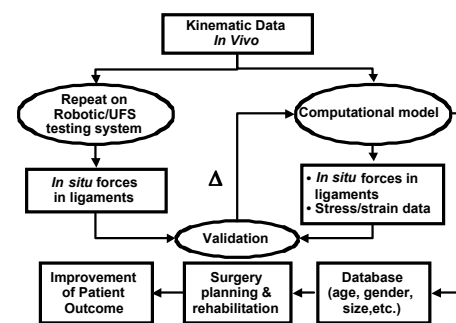 Kinematic Data
In Vivo
Repeat on
Robotic/UFS
testing system
Computational model
In situ forces
in ligaments
Δ
• In situ forces in
ligaments
• Stress/strain data
Validation
Improvement
of Patient
Outcome
Surgery
planning &
rehabilitation
Database
(age, gender,
size,etc.)